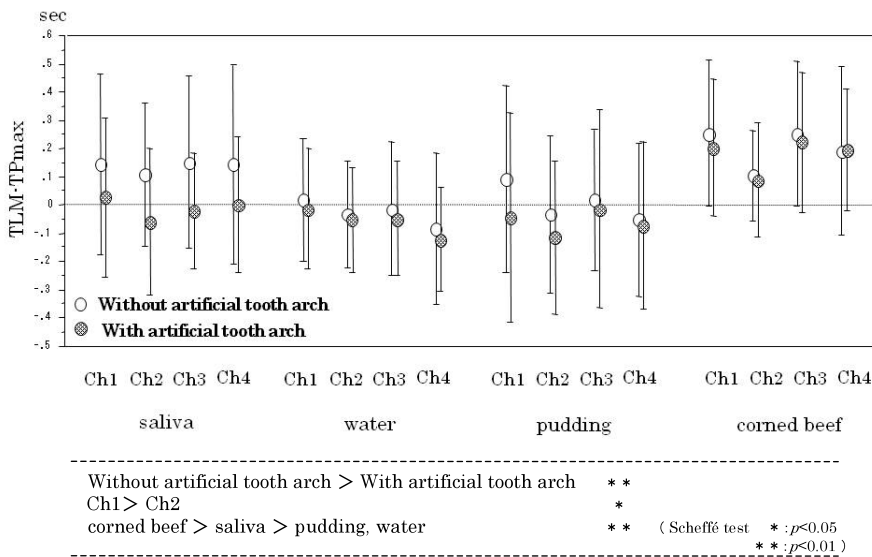 sec
.6
.5
.4
.3
.2
.1
0
-.1
-.2
-.3
-.4
-.5
TLM-TPmax
Without artificial tooth arch
With artificial tooth arch
Ch1 Ch2 Ch3 Ch4 Ch1 Ch2 Ch3 Ch4 Ch1 Ch2 Ch3 Ch4 Ch1 Ch2 Ch3 Ch4
saliva water pudding corned beef
Without artificial tooth arch > With artificial tooth arch **
Ch1> Ch2 *
corned beef > saliva > pudding, water ** ( Scheffé test *:p<0.05
**:p<0.01 )